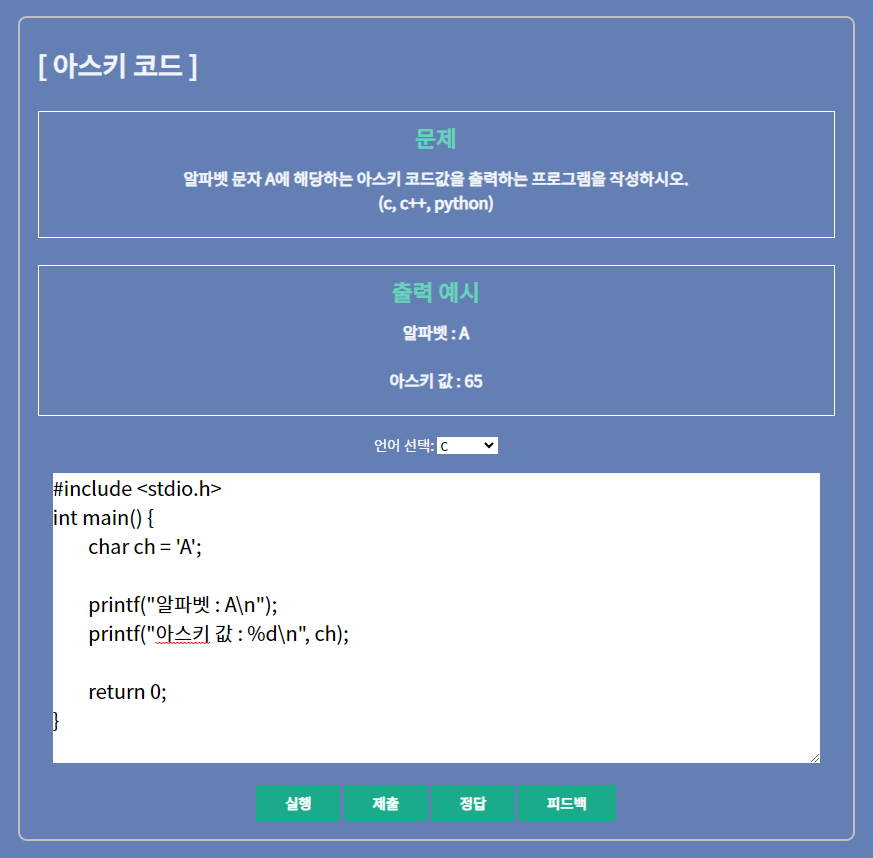 [ 아스키 코드 ]
문제
알파벳 문자 A에 해당하는 아스키 코드값을 출력하는 프로그램을 작성하시오.
(c, c++, python)
출력 예시
알파벳 : A
아스키 값 : 65
언어 선택: C
#include <stdio.h>
int main() {
char ch = 'A';
printf("알파벳 : A\n");
printf("아스키 값 : %d\n", ch);
return 0;
}
실행 제출 정답 피드백